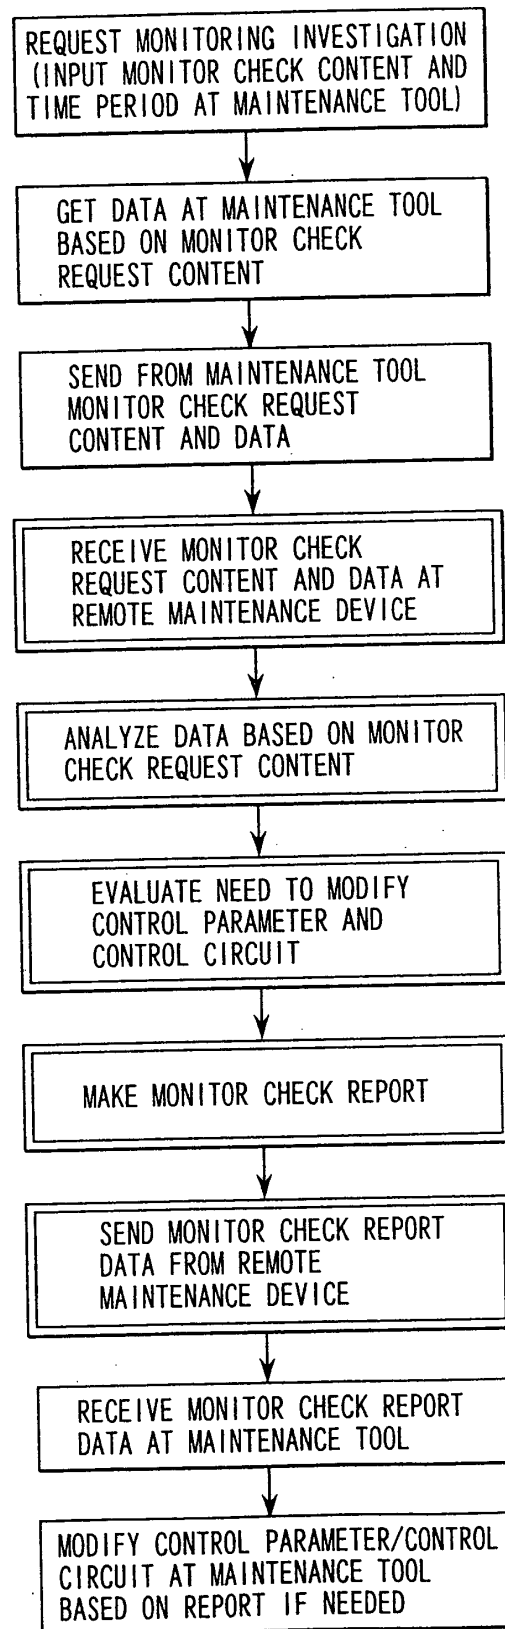 REQUEST MONITORING INVESTIGATION
(INPUT MONITOR CHECK CONTENT AND
TIME PERIOD AT MAINTENANCE TOOL)
GET DATA AT MAINTENANCE TOOL
BASED ON MONITOR CHECK
REQUEST CONTENT
SEND FROM MAINTENANCE TOOL
MONITOR CHECK REQUEST
CONTENT AND DATA
RECEIVE MONITOR CHECK
REQUEST CONTENT AND DATA AT
REMOTE MAINTENANCE DEVICE
ANALYZE DATA BASED ON MONITOR
CHECK REQUEST CONTENT
EVALUATE NEED TO MODIFY
CONTROL PARAMETER AND
CONTROL CIRCUIT
MAKE MONITOR CHECK REPORT
SEND MONITOR CHECK REPORT
DATA FROM REMOTE
MAINTENANCE DEVICE
RECEIVE MONITOR CHECK REPORT
DATA AT MAINTENANCE TOOL
MODIFY CONTROL PARAMETER/CONTROL
CIRCUIT AT MAINTENANCE TOOL
BASED ON REPORT IF NEEDED